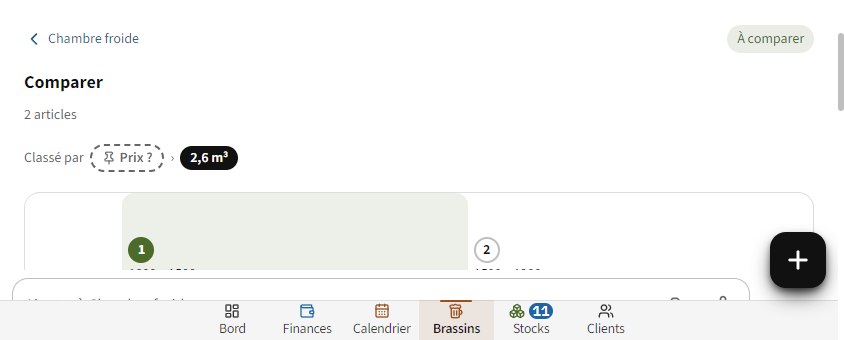 Chambre froide
À comparer
Comparer
2 articles
Classé par Prix ? › 2,6 m³
1
2
Bord
Finances
Calendrier
Brassins
11
Stocks
Clients